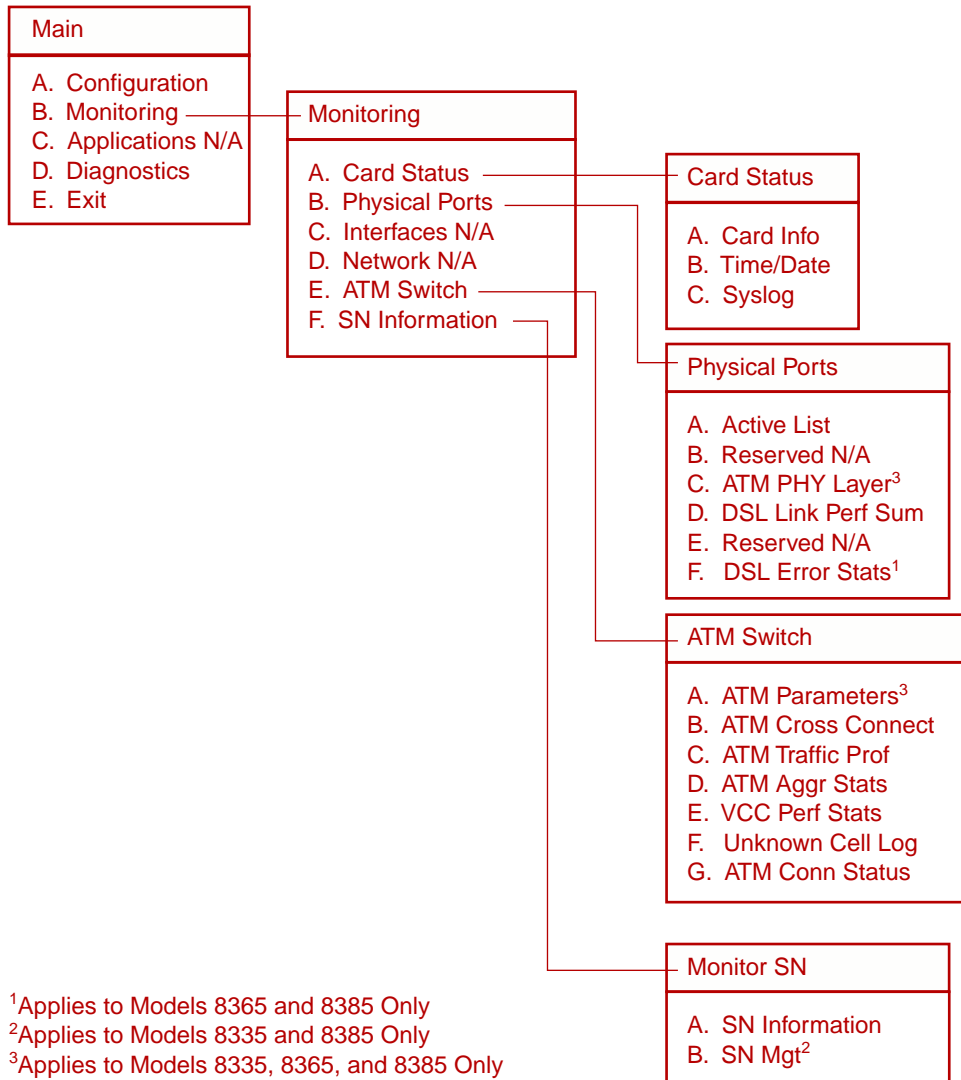 Main
A. Configuration
B. Monitoring
C. Applications N/A
D. Diagnostics
E. Exit
Monitoring
A. Card Status
B. Physical Ports
C. Interfaces N/A
D. Network N/A
E. ATM Switch
F. SN Information
Card Status
A. Card Info
B. Time/Date
C. Syslog
Physical Ports
A. Active List
B. Reserved N/A
C. ATM PHY Layer³
D. DSL Link Perf Sum
E. Reserved N/A
F. DSL Error Stats¹
ATM Switch
A. ATM Parameters³
B. ATM Cross Connect
C. ATM Traffic Prof
D. ATM Aggr Stats
E. VCC Perf Stats
F. Unknown Cell Log
G. ATM Conn Status
Monitor SN
A. SN Information
B. SN Mgt²
¹Applies to Models 8365 and 8385 Only
²Applies to Models 8335 and 8385 Only
³Applies to Models 8335, 8365, and 8385 Only